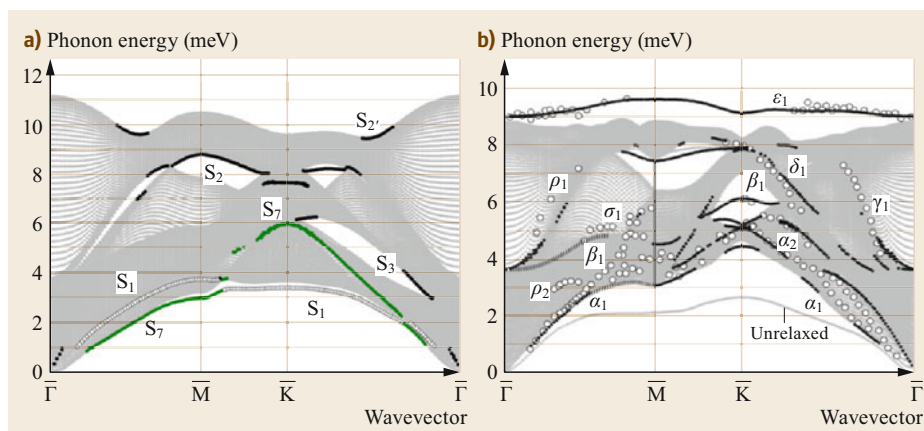 a) Phonon energy (meV)
12
10
8
6
4
2
0
S2'
S2
S7
S1
S3
S7
S1
Γ̅
M̅
K̅
Γ̅
Wavevector
b) Phonon energy (meV)
10
8
6
4
2
0
ε1
ρ1
δ1
β1
γ1
σ1
β1
α2
ρ2
α1
α1
Unrelaxed
Γ̅
M̅
K̅
Γ̅
Wavevector